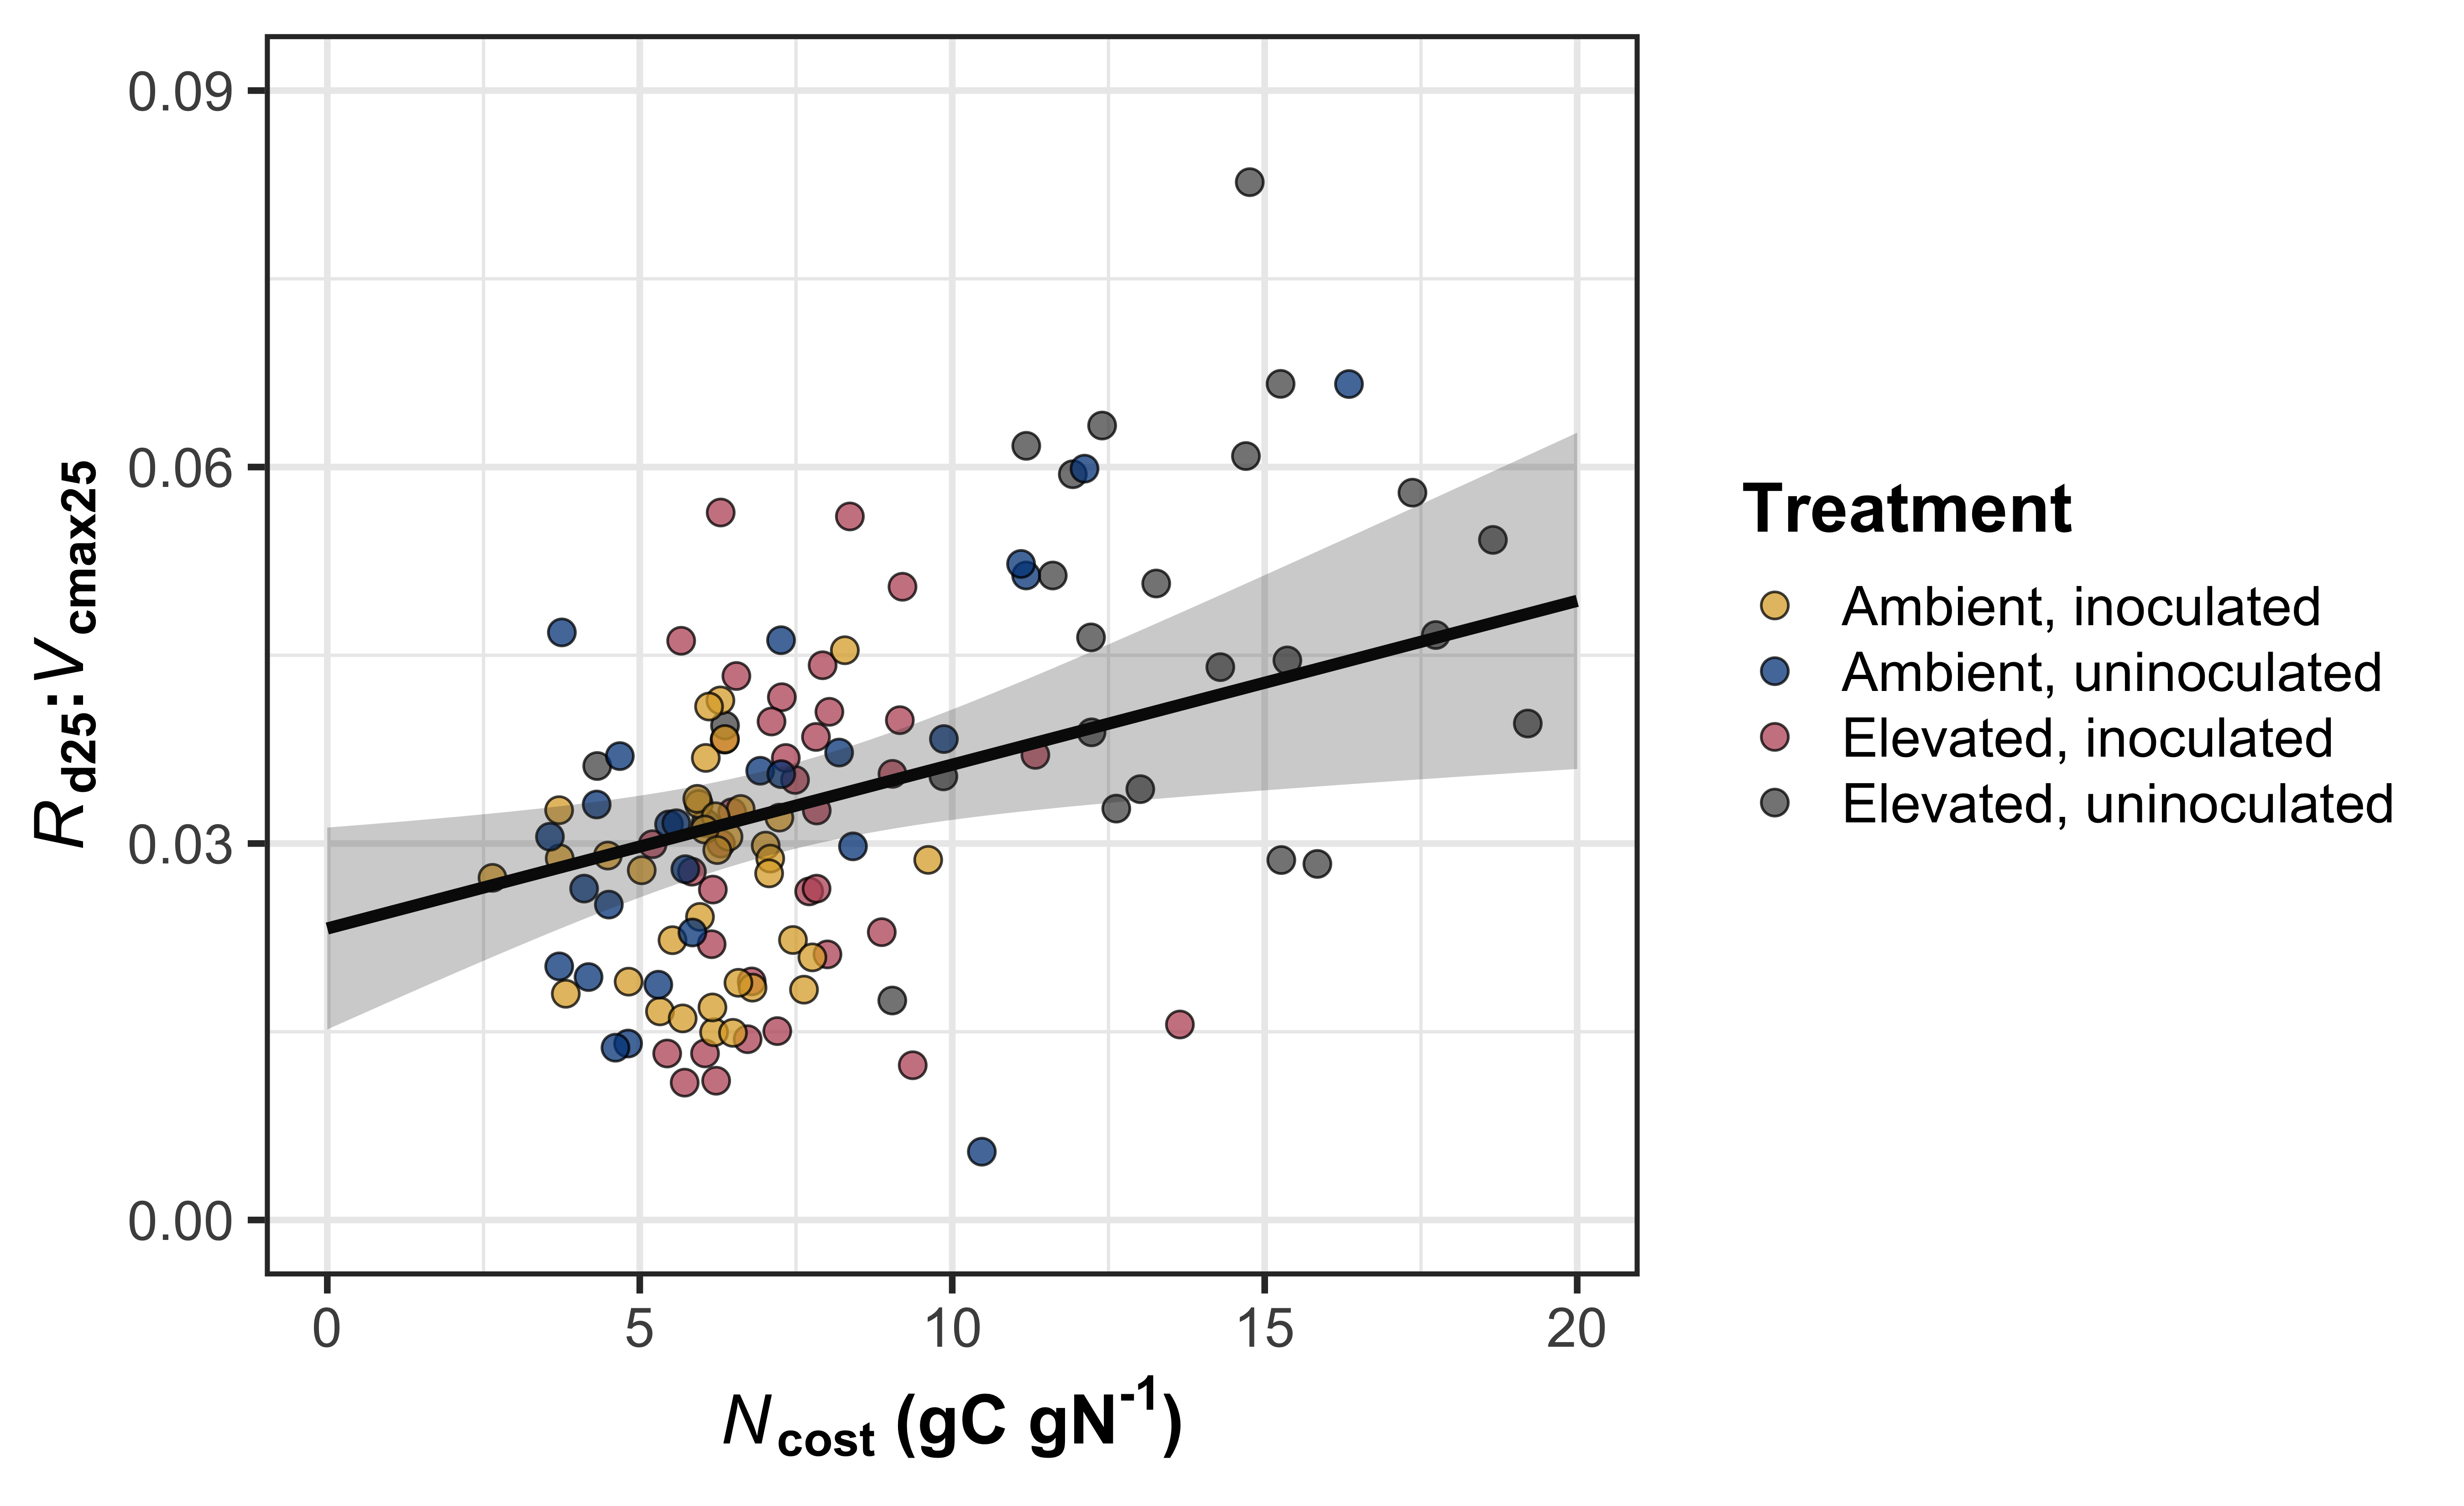 0.09
0.06
0.03
0.00
Rd25:Vcmax25
0 5 10 15 20
Ncost (gC gN-1)
Treatment
Ambient, inoculated
Ambient, uninoculated
Elevated, inoculated
Elevated, uninoculated